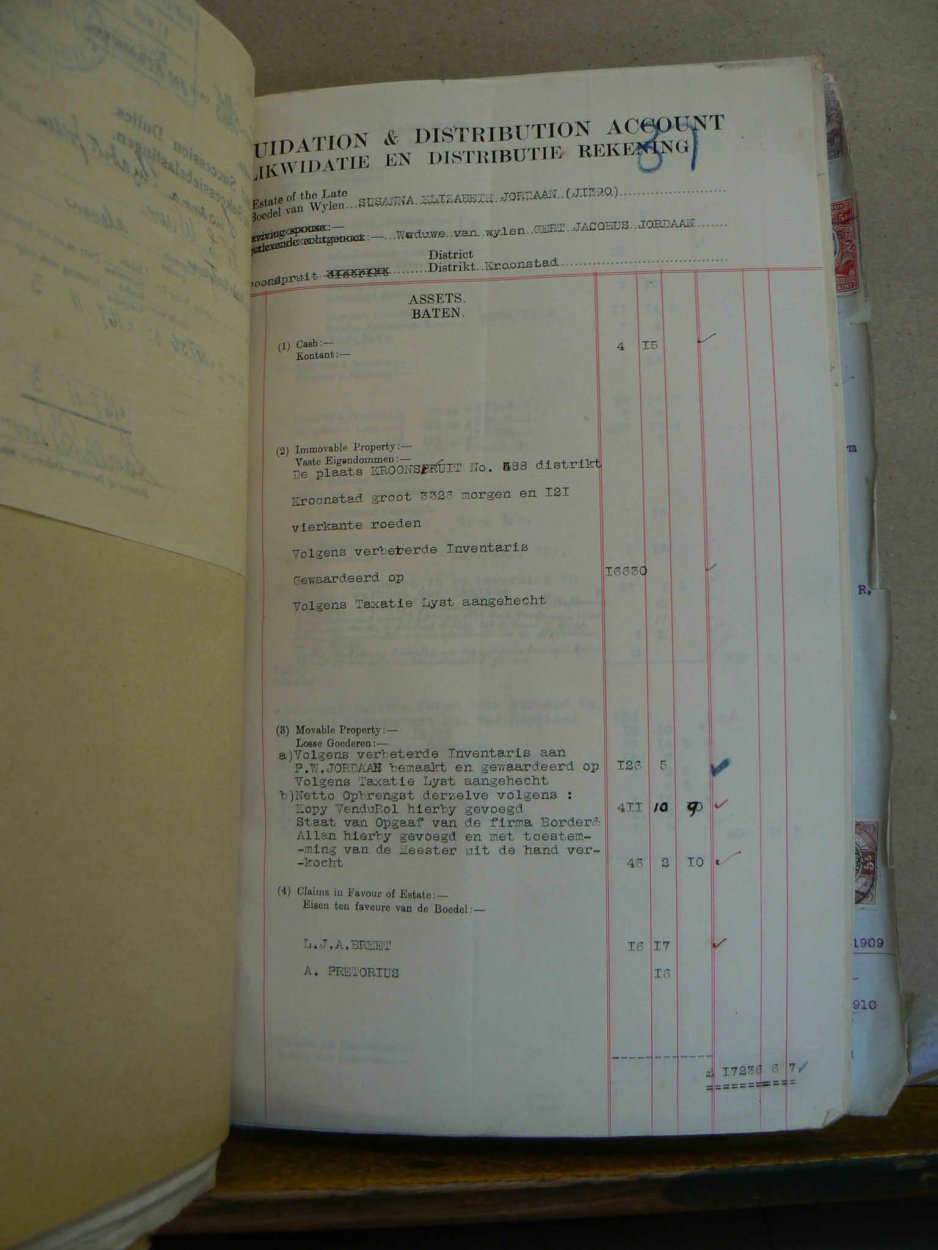 UIDATION & DISTRIBUTION ACCOUNT
LIKWIDATIE EN DISTRIBUTIE REKENING
Estate of the Late
Boedel van Wylen SUSANNA ELIZABETH JORDAAN (JI390)
Weduwe van wylen GERT JACOBUS JORDAAN
District
roondpruit Distrikt Kroonstad
ASSETS.
BATEN.
(1) Cash:— 4 I5
Kontant:—
(2) Immovable Property:—
Vaste Eigendommen:—
De plaats KROONSPRUIT No. 588 distrikt
Kroonstad groot 3326 morgen en I2I
vierkante roeden
Volgens verbeterde Inventaris
Gewaardeerd op I6630
Volgens Taxatie Lyst aangehecht
(3) Movable Property:—
Losse Goederen:—
a)Volgens verbeterde Inventaris aan
P.W.JORDAAN bemaakt en gewaardeerd op I26 5
Volgens Taxatie Lyst aangehecht
b)Netto Opbrengst derzelve volgens :
Kopy VenduRol hierby gevoegd 4II 10 9
Staat van Opgaaf van de firma Border&
Allan hierby gevoegd en met toestem-
-ming van de Meester uit de hand ver-
-kocht 46 2 IO
(4) Claims in Favour of Estate:—
Eisen ten faveure van de Boedel:—
L.J.A.BREET I6 I7
A. PRETORIUS I6
£ I7236 6 7
R,
1909
910